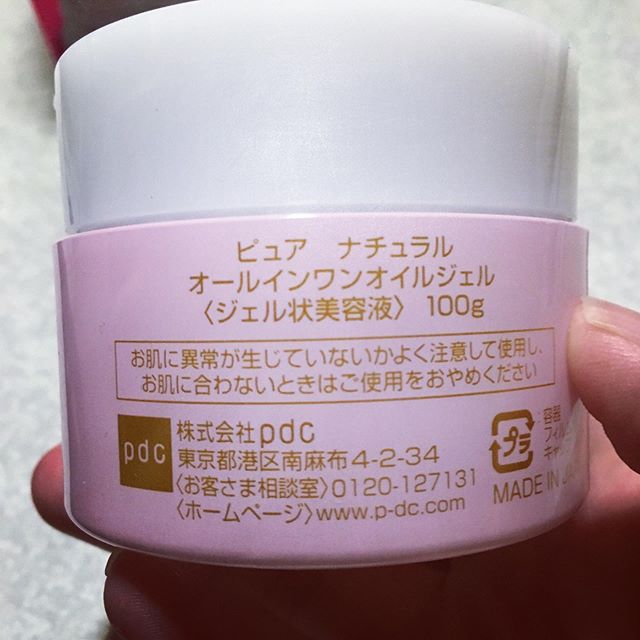 ピュア ナチュラル
オールインワンオイルジェル
〈ジェル状美容液〉 100g
お肌に異常が生じていないかよく注意して使用し、
お肌に合わないときはご使用をおやめください
pdc
株式会社pdc
東京都港区南麻布4-2-34
〈お客さま相談室〉0120-127131
〈ホームページ〉www.p-dc.com
プラ
容器
MADE IN